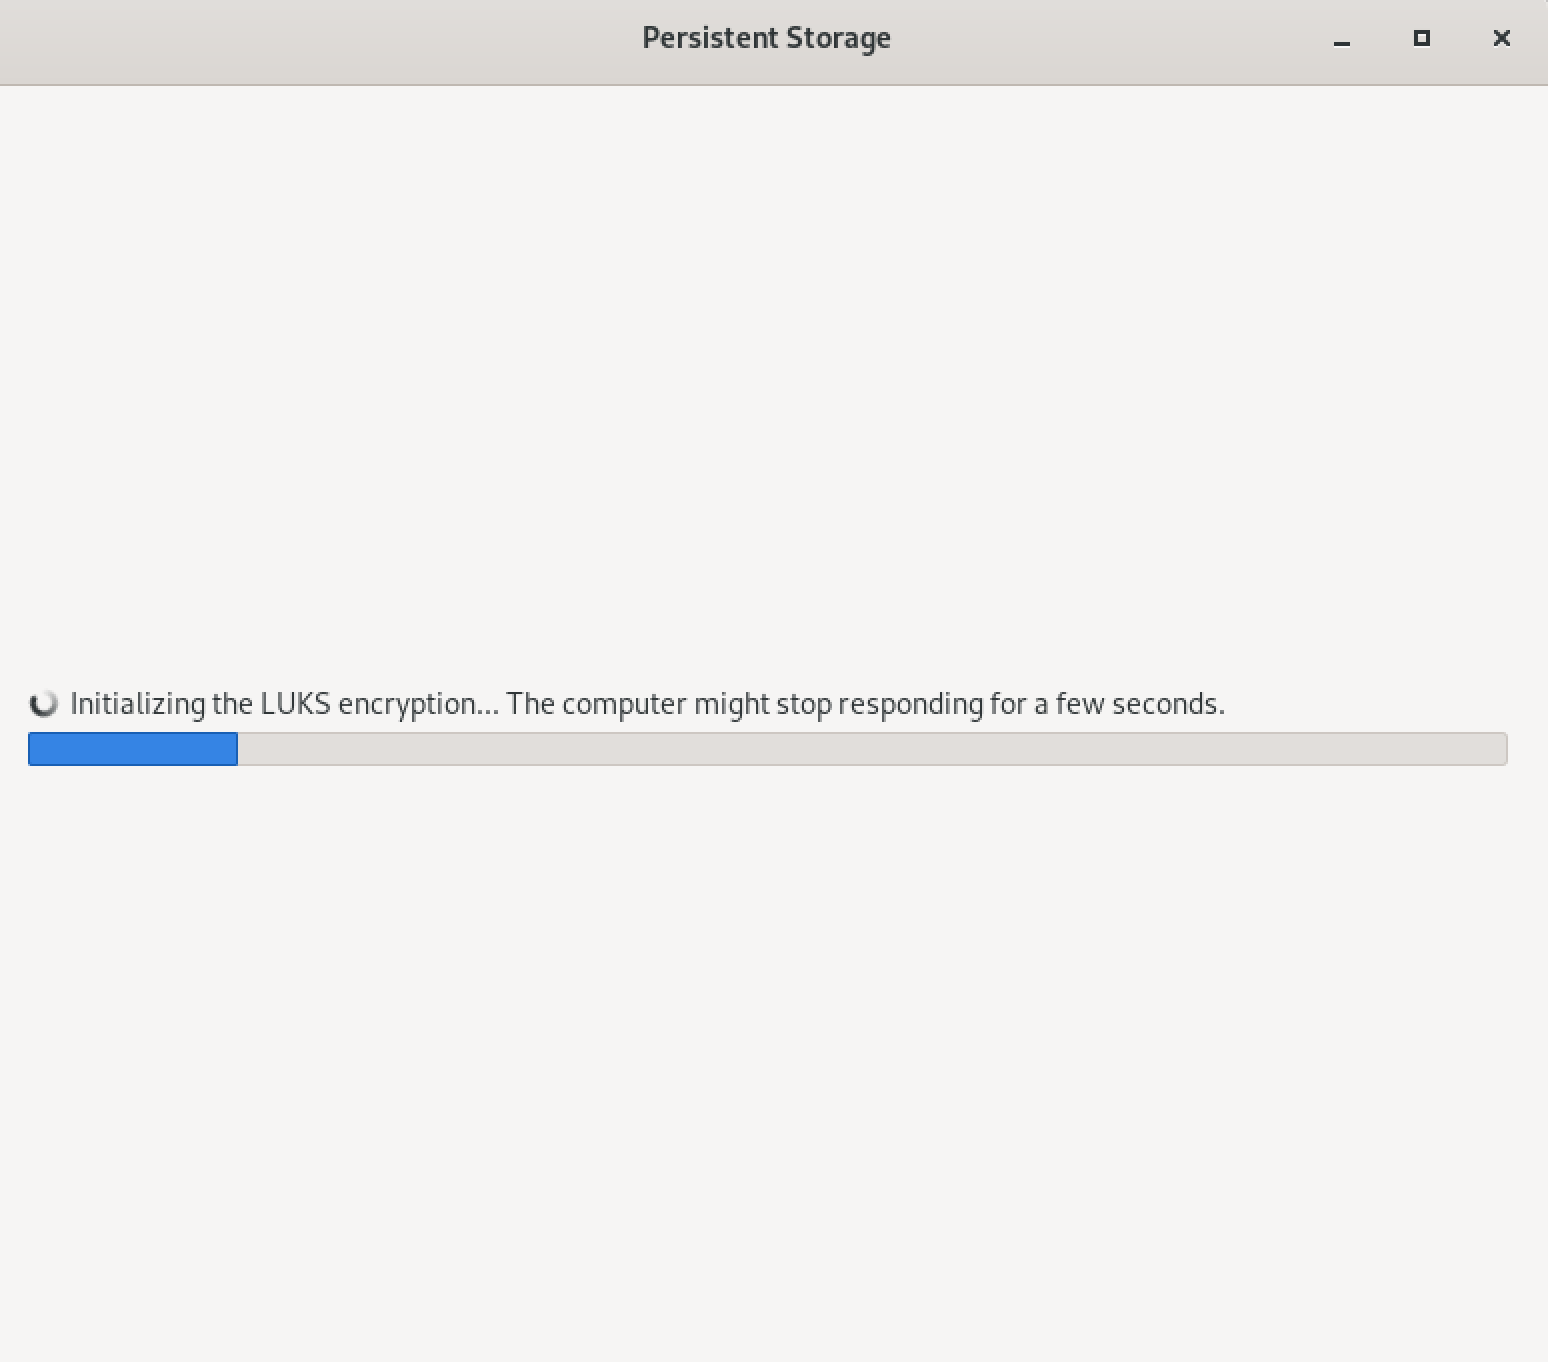 Persistent Storage
Initializing the LUKS encryption... The computer might stop responding for a few seconds.